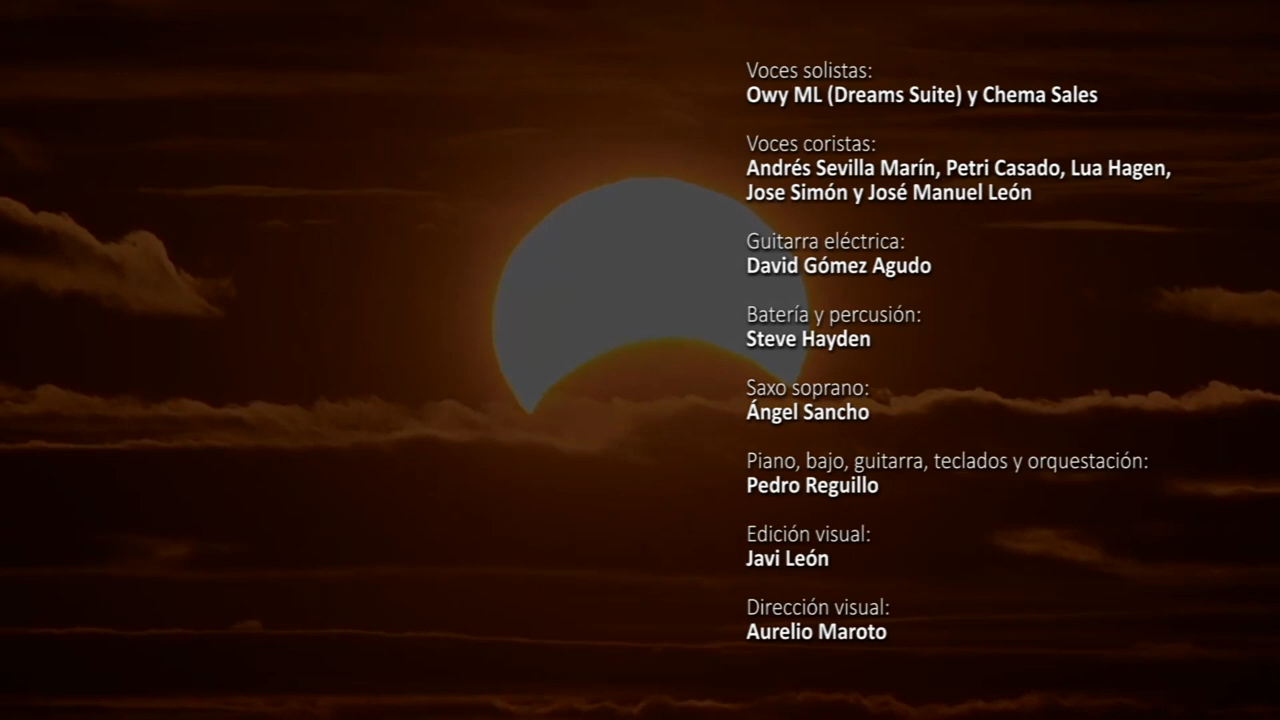 Voces solistas:
Owy ML (Dreams Suite) y Chema Sales
Voces coristas:
Andrés Sevilla Marín, Petri Casado, Lua Hagen,
Jose Simón y José Manuel León
Guitarra eléctrica:
David Gómez Agudo
Batería y percusión:
Steve Hayden
Saxo soprano:
Ángel Sancho
Piano, bajo, guitarra, teclados y orquestación:
Pedro Reguillo
Edición visual:
Javi León
Dirección visual:
Aurelio Maroto